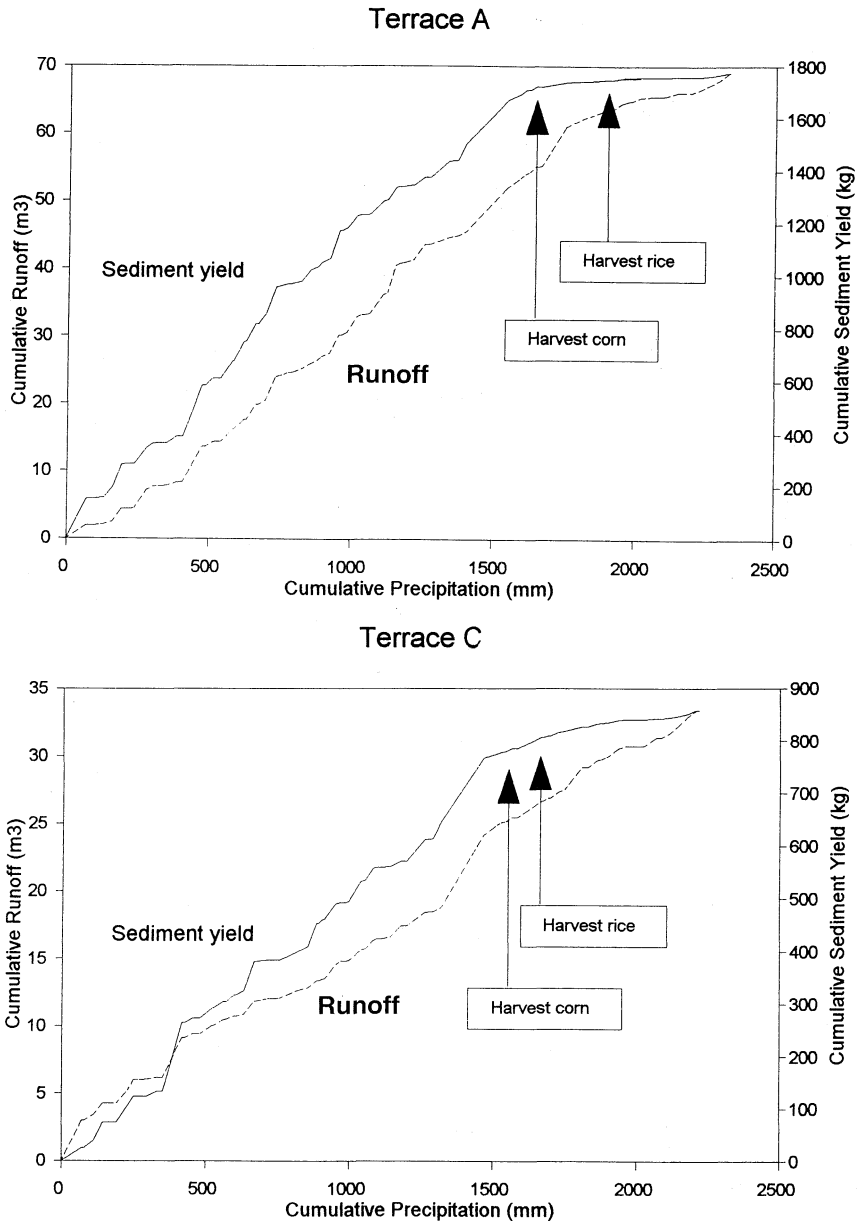 Terrace A
70
60
50
40
30
20
10
0
Cumulative Runoff (m3)
1800
1600
1400
1200
1000
800
600
400
200
0
Cumulative Sediment Yield (kg)
Sediment yield
Harvest rice
Harvest corn
Runoff
0 500 1000 1500 2000 2500
Cumulative Precipitation (mm)
Terrace C
35
30
25
20
15
10
5
0
Cumulative Runoff (m3)
900
800
700
600
500
400
300
200
100
0
Cumulative Sediment Yield (kg)
Sediment yield
Harvest rice
Runoff
Harvest corn
0 500 1000 1500 2000 2500
Cumulative Precipitation (mm)